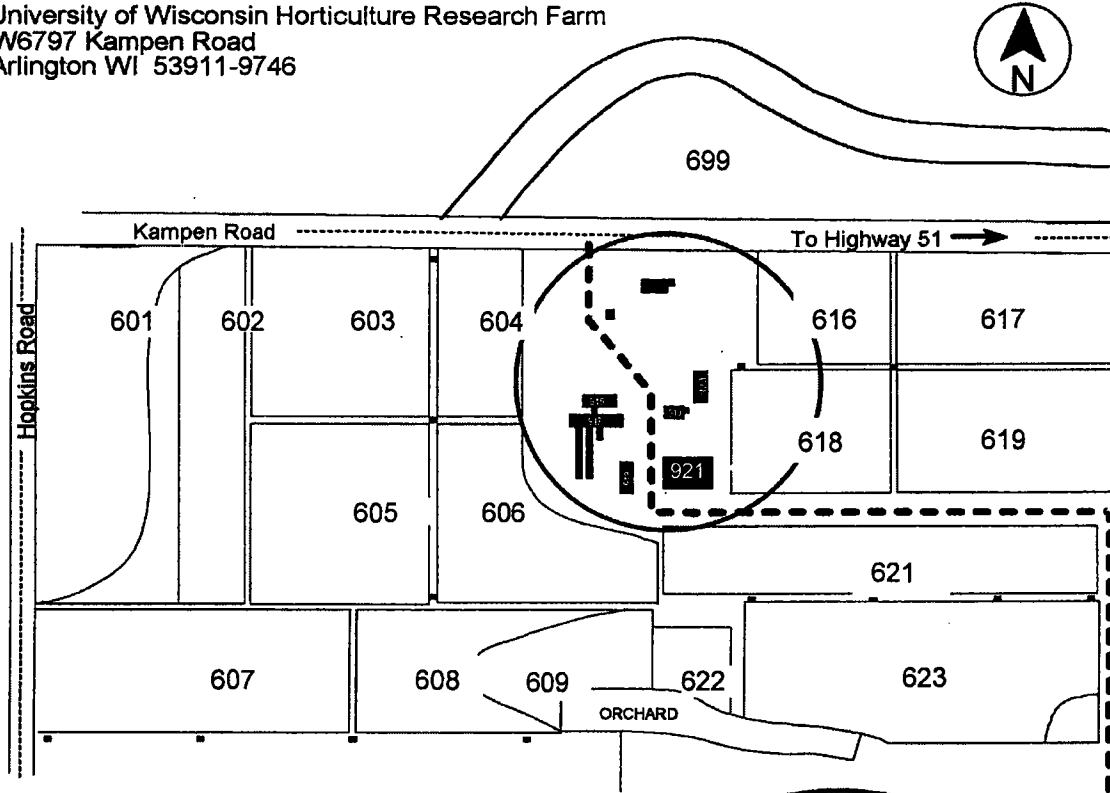 University of Wisconsin Horticulture Research Farm
W6797 Kampen Road
Arlington WI 53911-9746
N
699
Kampen Road
To Highway 51
Hopkins Road
601
602
603
604
616
617
618
619
921
605
606
621
607
608
609
622
623
ORCHARD